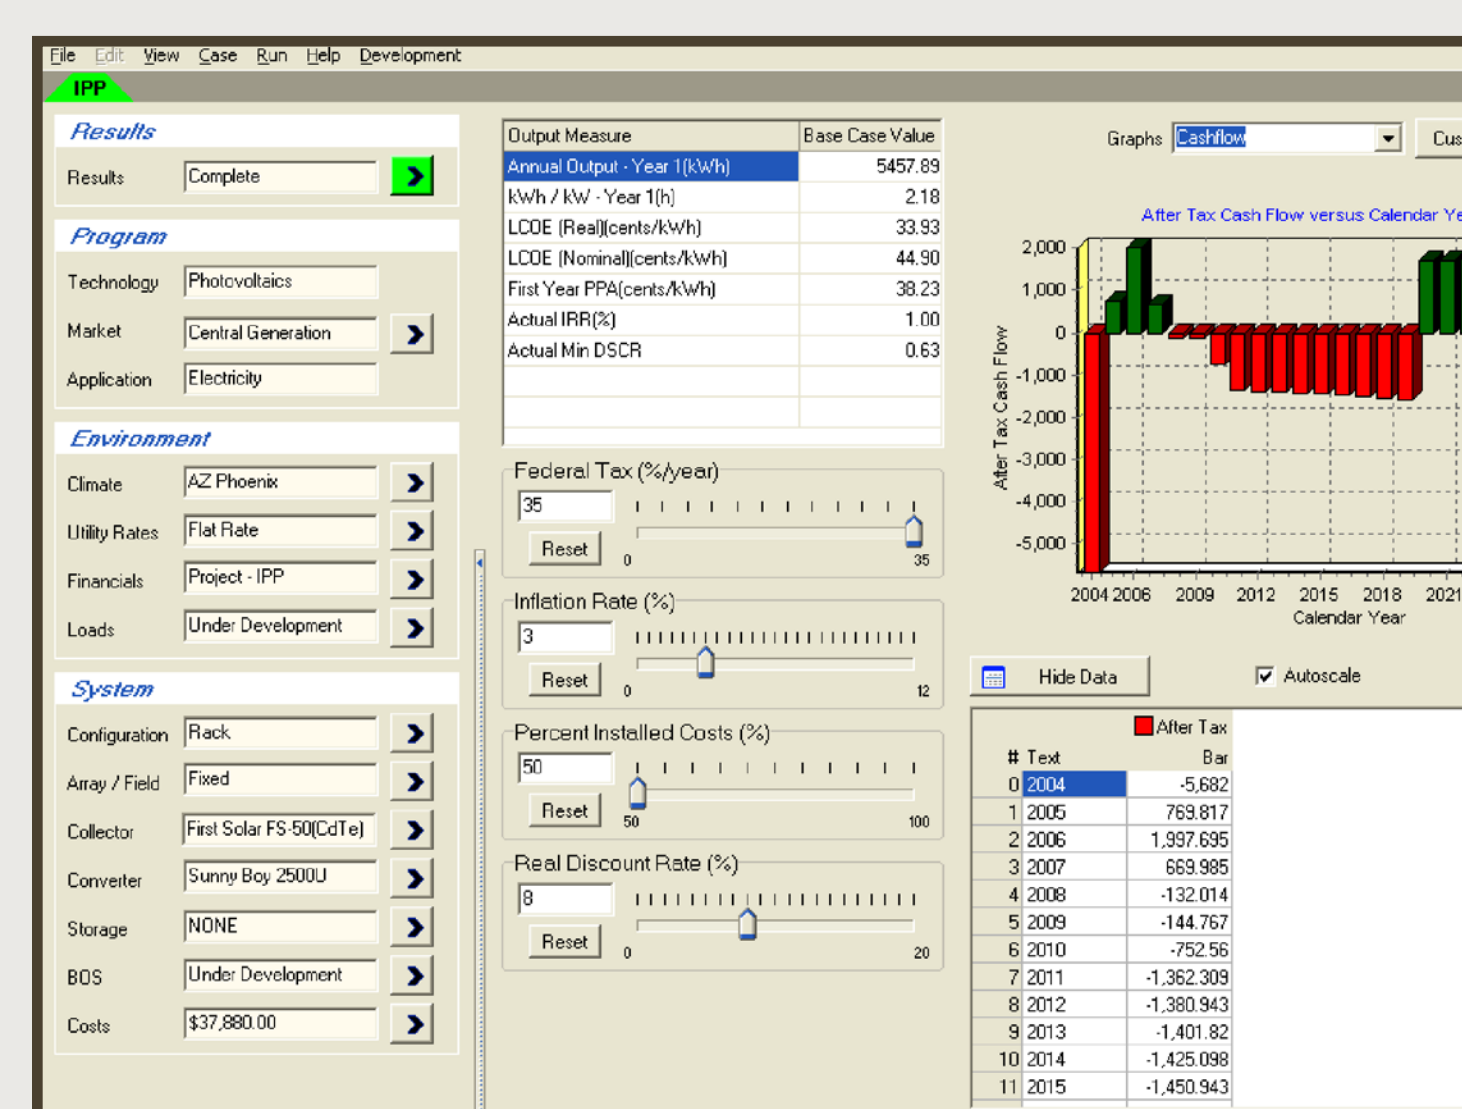 File Edit View Case Run Help Development
IPP
Results
Results Complete
Program
Technology Photovoltaics
Market Central Generation
Application Electricity
Environment
Climate AZ Phoenix
Utility Rates Flat Rate
Financials Project - IPP
Loads Under Development
System
Configuration Rack
Array / Field Fixed
Collector First Solar FS-50(CdTe)
Converter Sunny Boy 2500U
Storage NONE
BOS Under Development
Costs $37,880.00
Output Measure Base Case Value
Annual Output - Year 1(kWh) 5457.89
kWh / kW - Year 1(h) 2.18
LCOE (Real)(cents/kWh) 33.93
LCOE (Nominal)(cents/kWh) 44.90
First Year PPA(cents/kWh) 38.23
Actual IRR(%) 1.00
Actual Min DSCR 0.63
Federal Tax (%/year)
35
Reset
0 35
Inflation Rate (%)
3
Reset
0 12
Percent Installed Costs (%)
50
Reset
50 100
Real Discount Rate (%)
8
Reset
0 20
Graphs Cashflow Cus
After Tax Cash Flow versus Calendar Ye
After Tax Cash Flow
2,000
1,000
0
-1,000
-2,000
-3,000
-4,000
-5,000
2004 2006 2009 2012 2015 2018 2021
Calendar Year
Hide Data Autoscale
After Tax
# Text Bar
0 2004 -5,682
1 2005 769.817
2 2006 1,997.695
3 2007 669.985
4 2008 -132.014
5 2009 -144.767
6 2010 -752.56
7 2011 -1,362.309
8 2012 -1,380.943
9 2013 -1,401.82
10 2014 -1,425.098
11 2015 -1,450.943